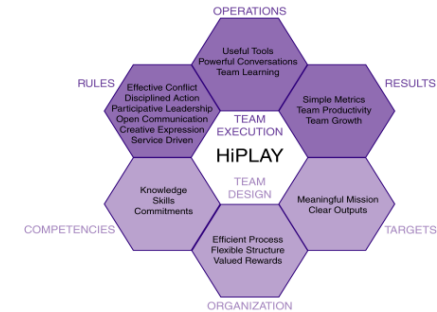 OPERATIONS
Useful Tools
Powerful Conversations
Team Learning
RULES
Effective Conflict
Disciplined Action
Participative Leadership
Open Communication
Creative Expression
Service Driven
RESULTS
Simple Metrics
Team Productivity
Team Growth
TEAM
EXECUTION
HiPLAY
TEAM
DESIGN
Knowledge
Skills
Commitments
COMPETENCIES
Meaningful Mission
Clear Outputs
TARGETS
Efficient Process
Flexible Structure
Valued Rewards
ORGANIZATION